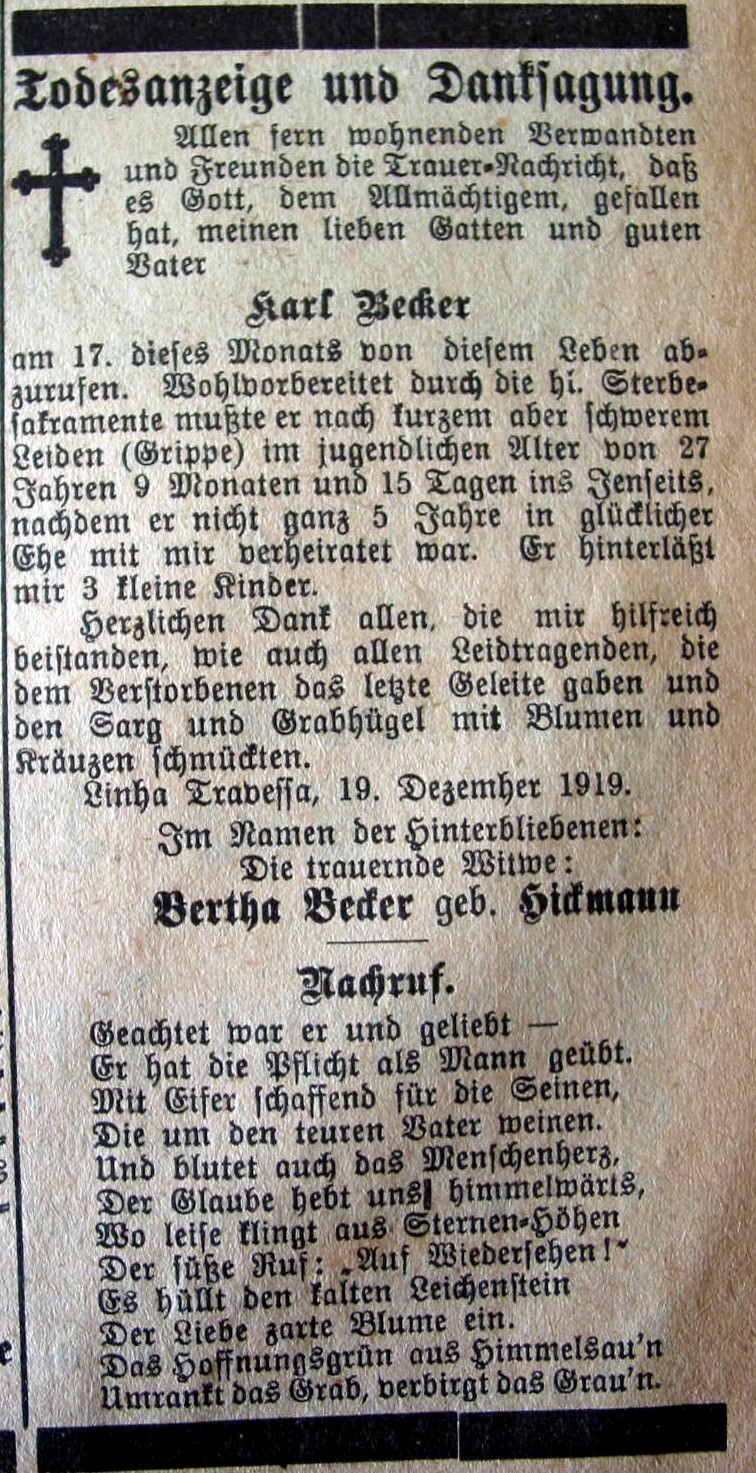 Todesanzeige und Danksagung.
Allen fern wohnenden Verwandten
und Freunden die Trauer-Nachricht, daß
es Gott, dem Allmächtigem, gefallen
hat, meinen lieben Gatten und guten
Vater
Karl Becker
am 17. dieses Monats von diesem Leben ab-
zurufen. Wohlvorbereitet durch die hl. Sterbe-
sakramente mußte er nach kurzem aber schwerem
Leiden (Grippe) im jugendlichen Alter von 27
Jahren 9 Monaten und 15 Tagen ins Jenseits,
nachdem er nicht ganz 5 Jahre in glücklicher
Ehe mit mir verheiratet war. Er hinterläßt
mir 3 kleine Kinder.
Herzlichen Dank allen, die mir hilfreich
beistanden, wie auch allen Leidtragenden, die
dem Verstorbenen das letzte Geleite gaben und
den Sarg und Grabhügel mit Blumen und
Kräuzen schmückten.
Linha Travessa, 19. Dezember 1919.
Im Namen der Hinterbliebenen:
Die trauernde Witwe:
Bertha Becker geb. Hickmann
Nachruf.
Geachtet war er und geliebt —
Er hat die Pflicht als Mann geübt.
Mit Eifer schaffend für die Seinen,
Die um den teuren Vater weinen.
Und blutet auch das Menschenherz,
Der Glaube hebt uns himmelwärts,
Wo leise klingt aus Sternen-Höhen
Der süße Ruf: „Auf Wiedersehen!“
Es hüllt den kalten Leichenstein
Der Liebe zarte Blume ein.
Das Hoffnungsgrün aus Himmelsau'n
Umrankt das Grab, verbirgt das Grau'n.